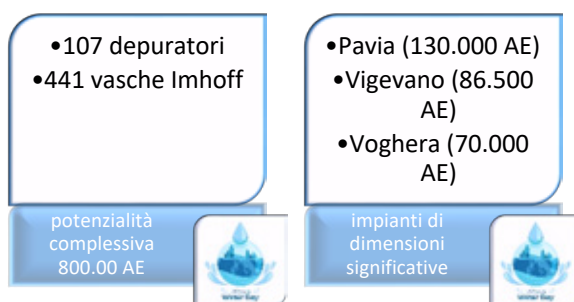 •107 depuratori
•441 vasche Imhoff
potenzialità
complessiva
800.00 AE
•Pavia (130.000 AE)
•Vigevano (86.500
AE)
•Voghera (70.000
AE)
impianti di
dimensioni
significative